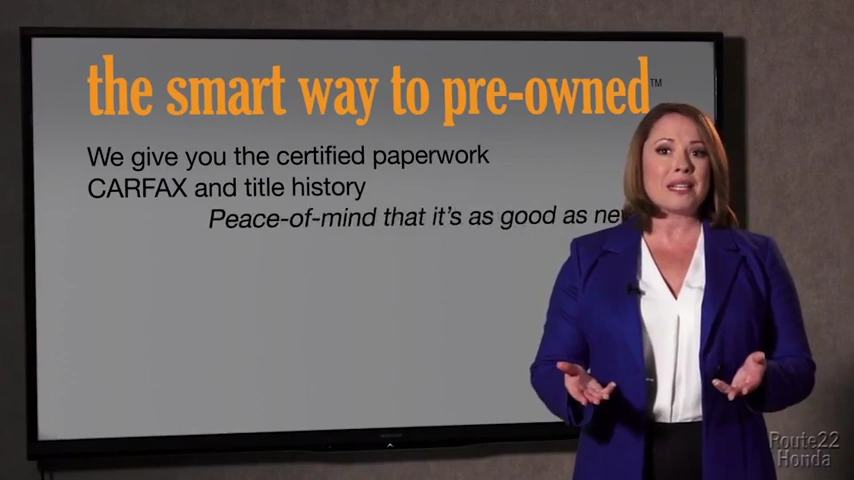 the smart way to pre-owned™
We give you the certified paperwork
CARFAX and title history
Peace-of-mind that it's as good as
Route22
Honda